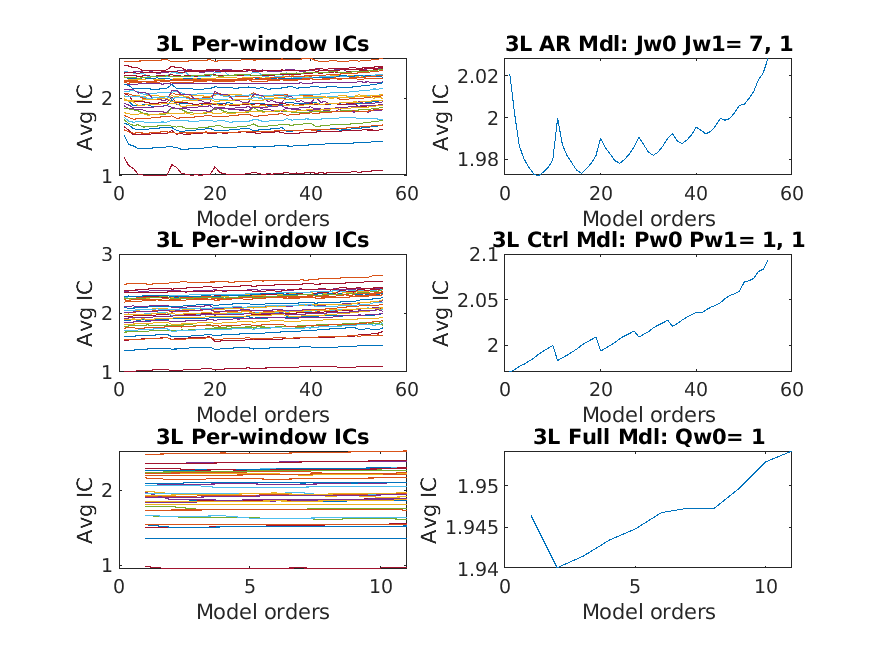 3L Per-window ICs
Avg IC
2
1
0
20
40
60
Model orders
3L AR Mdl: Jw0 Jw1= 7, 1
Avg IC
2.02
2
1.98
0
20
40
60
Model orders
3L Per-window ICs
Avg IC
3
2
1
0
20
40
60
Model orders
3L Ctrl Mdl: Pw0 Pw1= 1, 1
Avg IC
2.1
2.05
2
0
20
40
60
Model orders
3L Per-window ICs
Avg IC
2
1
0
5
10
Model orders
3L Full Mdl: Qw0= 1
Avg IC
1.95
1.945
1.94
0
5
10
Model orders